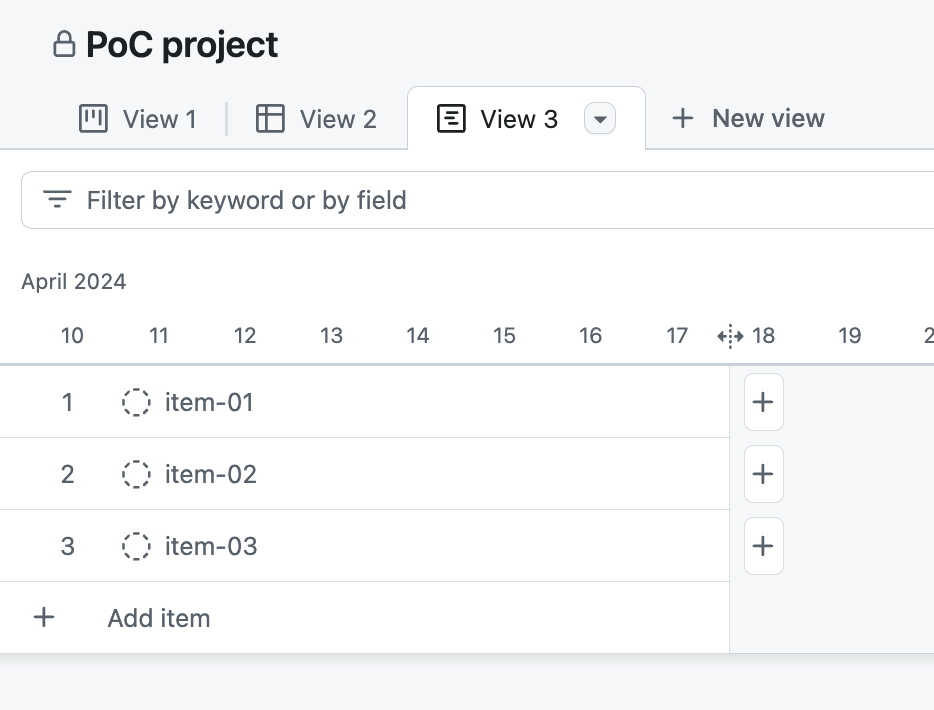 PoC project
View 1 View 2 View 3 New view
Filter by keyword or by field
April 2024
10 11 12 13 14 15 16 17 18 19
1 item-01
2 item-02
3 item-03
Add item